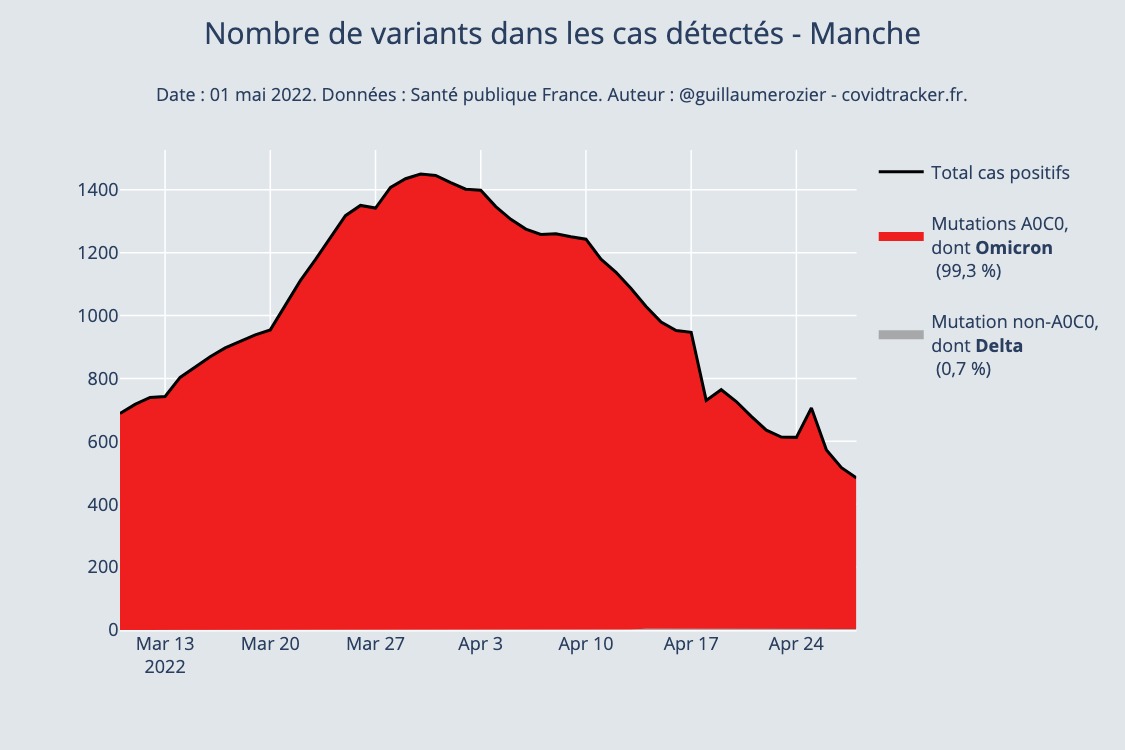 Nombre de variants dans les cas détectés - Manche
Date : 01 mai 2022. Données : Santé publique France. Auteur : @guillaumerozier - covidtracker.fr.
1400
1200
1000
800
600
400
200
0
Mar 13
2022
Mar 20
Mar 27
Apr 3
Apr 10
Apr 17
Apr 24
Total cas positifs
Mutations A0C0,
dont Omicron
(99,3 %)
Mutation non-A0C0,
dont Delta
(0,7 %)